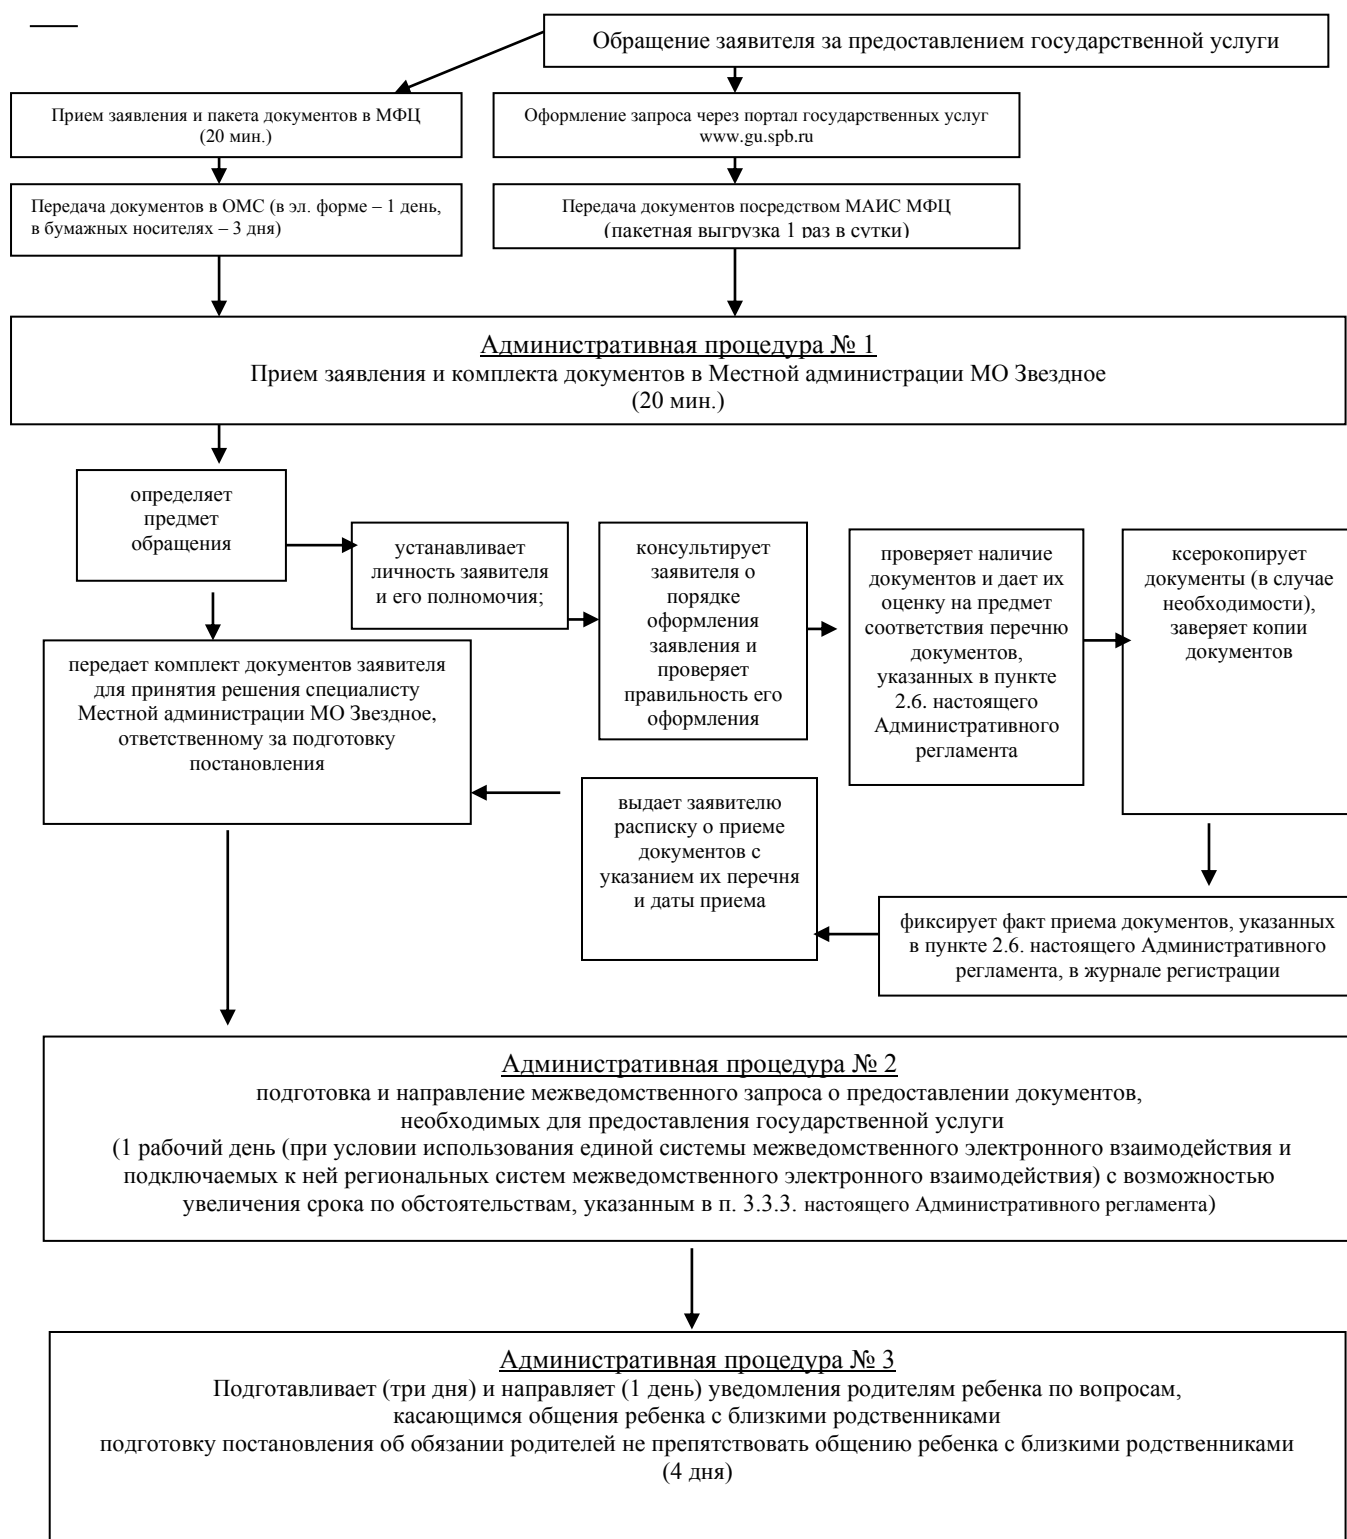 Обращение заявителя за предоставлением государственной услуги
Прием заявления и пакета документов в МФЦ
(20 мин.)
Оформление запроса через портал государственных услуг
www.gu.spb.ru
Передача документов в ОМС (в эл. форме – 1 день,
в бумажных носителях – 3 дня)
Передача документов посредством МАИС МФЦ
(пакетная выгрузка 1 раз в сутки)
Административная процедура № 1
Прием заявления и комплекта документов в Местной администрации МО Звездное
(20 мин.)
определяет
предмет
обращения
устанавливает
личность заявителя
и его полномочия;
консультирует
заявителя о
порядке
оформления
заявления и
проверяет
правильность его
оформления
проверяет наличие
документов и дает их
оценку на предмет
соответствия перечню
документов,
указанных в пункте
2.6. настоящего
Административного
регламента
ксерокопирует
документы (в случае
необходимости),
заверяет копии
документов
передает комплект документов заявителя
для принятия решения специалисту
Местной администрации МО Звездное,
ответственному за подготовку
постановления
выдает заявителю
расписку о приеме
документов с
указанием их перечня
и даты приема
фиксирует факт приема документов, указанных
в пункте 2.6. настоящего Административного
регламента, в журнале регистрации
Административная процедура № 2
подготовка и направление межведомственного запроса о предоставлении документов,
необходимых для предоставления государственной услуги
(1 рабочий день (при условии использования единой системы межведомственного электронного взаимодействия и
подключаемых к ней региональных систем межведомственного электронного взаимодействия) с возможностью
увеличения срока по обстоятельствам, указанным в п. 3.3.3. настоящего Административного регламента)
Административная процедура № 3
Подготавливает (три дня) и направляет (1 день) уведомления родителям ребенка по вопросам,
касающимся общения ребенка с близкими родственниками
подготовку постановления об обязании родителей не препятствовать общению ребенка с близкими родственниками
(4 дня)